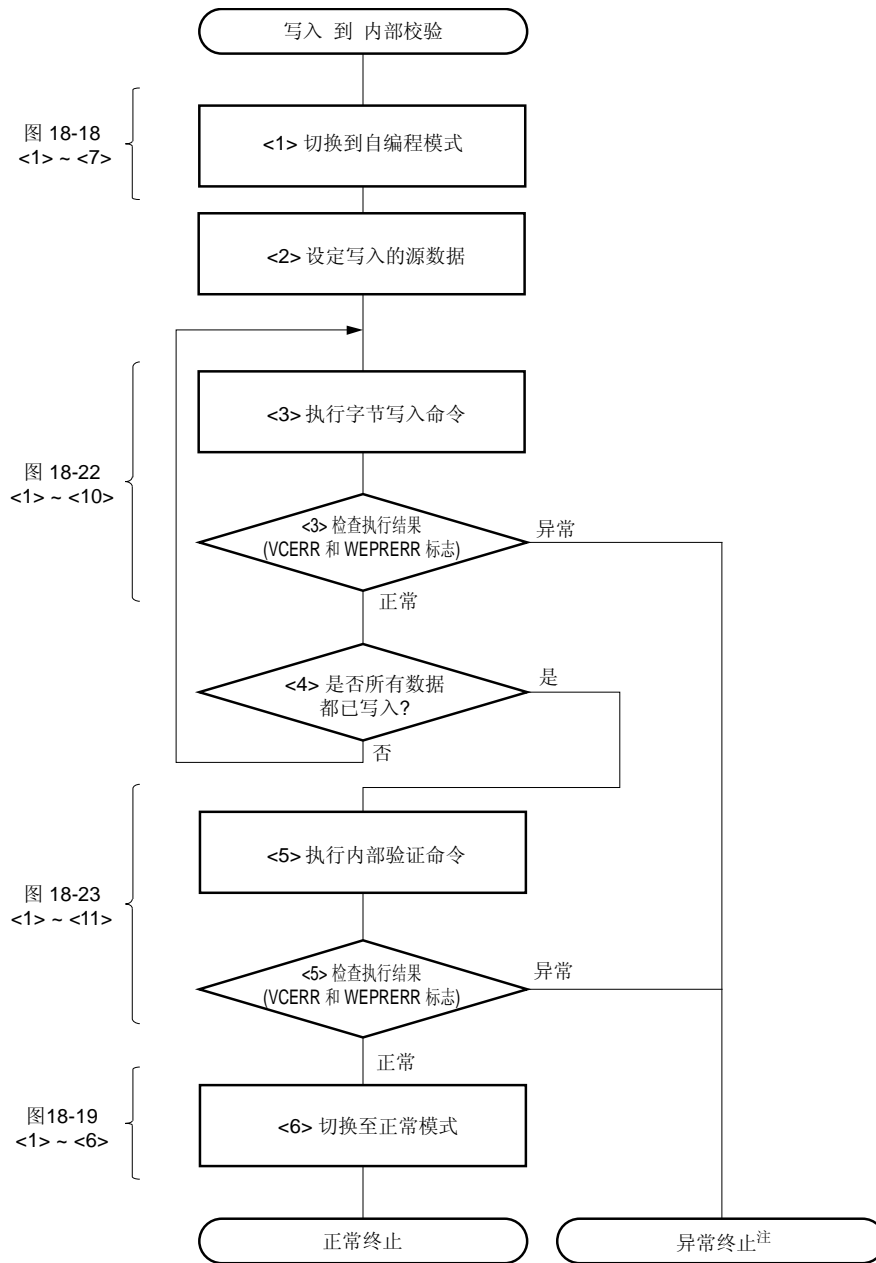 写入 到 内部校验
图 18-18
<1> ~ <7>
<1> 切换到自编程模式
<2> 设定写入的源数据
图 18-22
<1> ~ <10>
<3> 执行字节写入命令
<3> 检查执行结果
(VCERR 和 WEPRERR 标志)
异常
正常
<4> 是否所有数据
都已写入?
是
否
图 18-23
<1> ~ <11>
<5> 执行内部验证命令
<5> 检查执行结果
(VCERR 和 WEPRERR 标志)
异常
正常
图18-19
<1> ~ <6>
<6> 切换至正常模式
正常终止
异常终止注